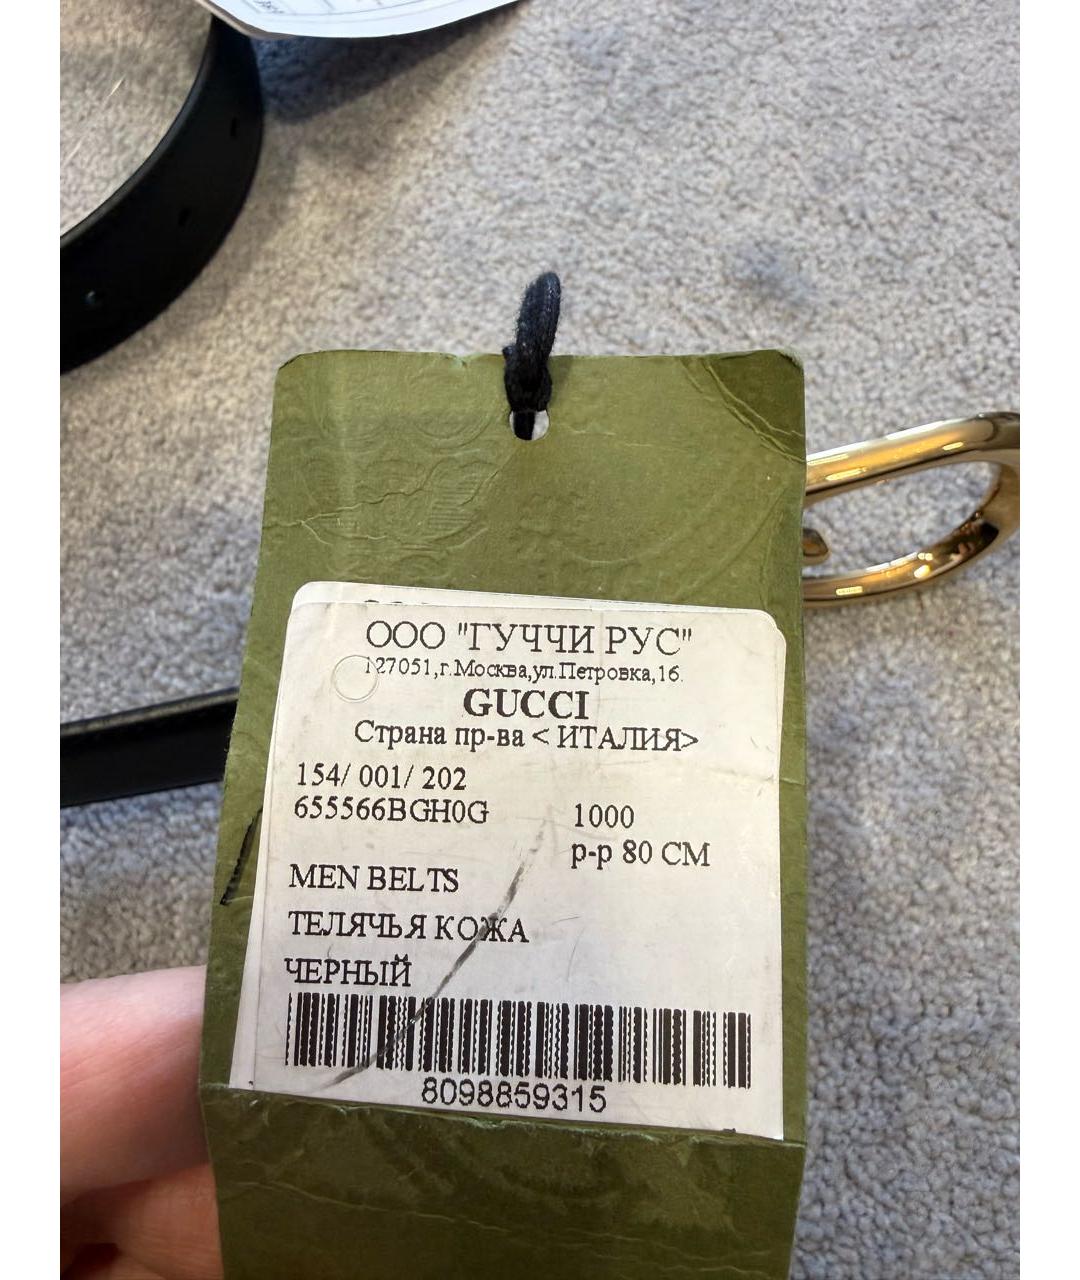 ООО "ГУЧЧИ РУС"
127051,г.Москва,ул.Петровка,16.
GUCCI
Страна пр-ва < ИТАЛИЯ>
154/ 001/ 202
655566BGH0G 1000
р-р 80 CM
MEN BELTS
ТЕЛЯЧЬЯ КОЖА
ЧЕРНЫЙ
8098859315